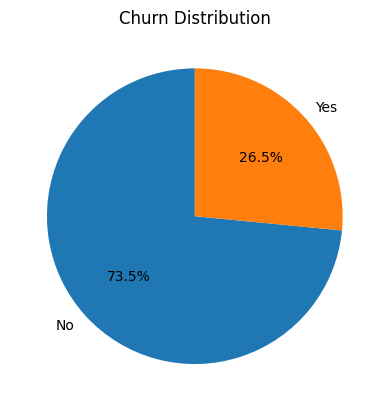 Churn Distribution
Yes
26.5%
73.5%
No